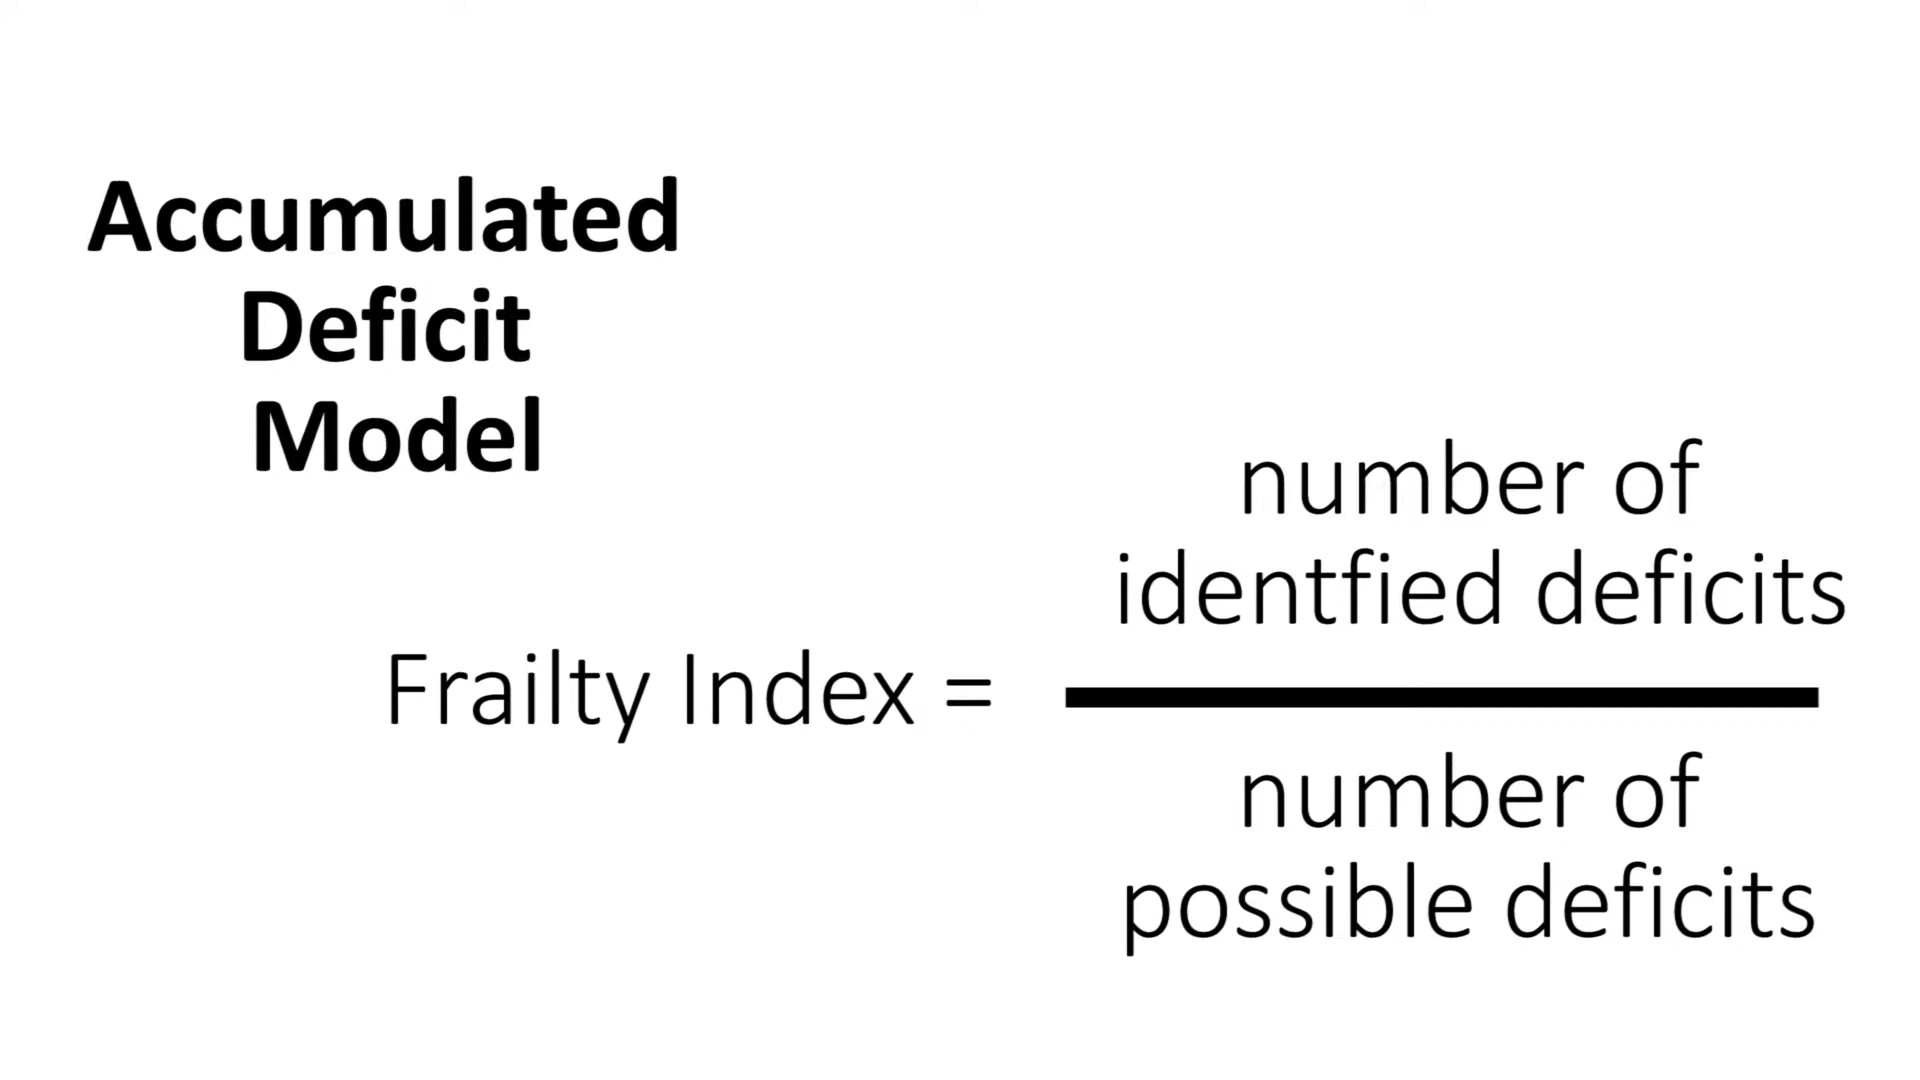 Accumulated
Deficit
Model
number of
identfied deficits
Frailty Index =
number of
possible deficits